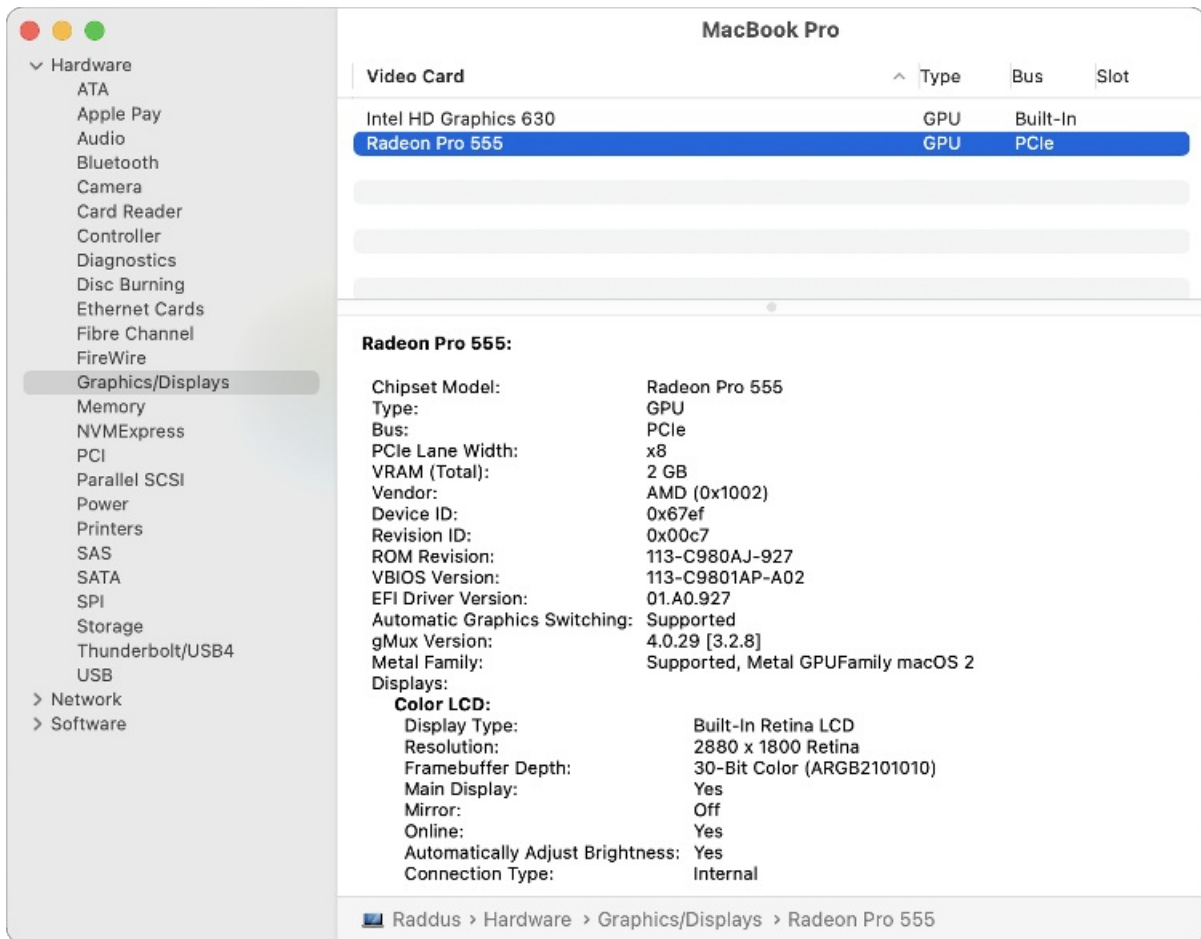 MacBook Pro
Hardware
ATA
Apple Pay
Audio
Bluetooth
Camera
Card Reader
Controller
Diagnostics
Disc Burning
Ethernet Cards
Fibre Channel
FireWire
Graphics/Displays
Memory
NVMExpress
PCI
Parallel SCSI
Power
Printers
SAS
SATA
SPI
Storage
Thunderbolt/USB4
USB
Network
Software
Video Card Type Bus Slot
Intel HD Graphics 630 GPU Built-In
Radeon Pro 555 GPU PCIe
Radeon Pro 555:
Chipset Model: Radeon Pro 555
Type: GPU
Bus: PCIe
PCIe Lane Width: x8
VRAM (Total): 2 GB
Vendor: AMD (0x1002)
Device ID: 0x67ef
Revision ID: 0x00c7
ROM Revision: 113-C980AJ-927
VBIOS Version: 113-C9801AP-A02
EFI Driver Version: 01.A0.927
Automatic Graphics Switching: Supported
gMux Version: 4.0.29 [3.2.8]
Metal Family: Supported, Metal GPUFamily macOS 2
Displays:
Color LCD:
Display Type: Built-In Retina LCD
Resolution: 2880 x 1800 Retina
Framebuffer Depth: 30-Bit Color (ARGB2101010)
Main Display: Yes
Mirror: Off
Online: Yes
Automatically Adjust Brightness: Yes
Connection Type: Internal
Raddus › Hardware › Graphics/Displays › Radeon Pro 555